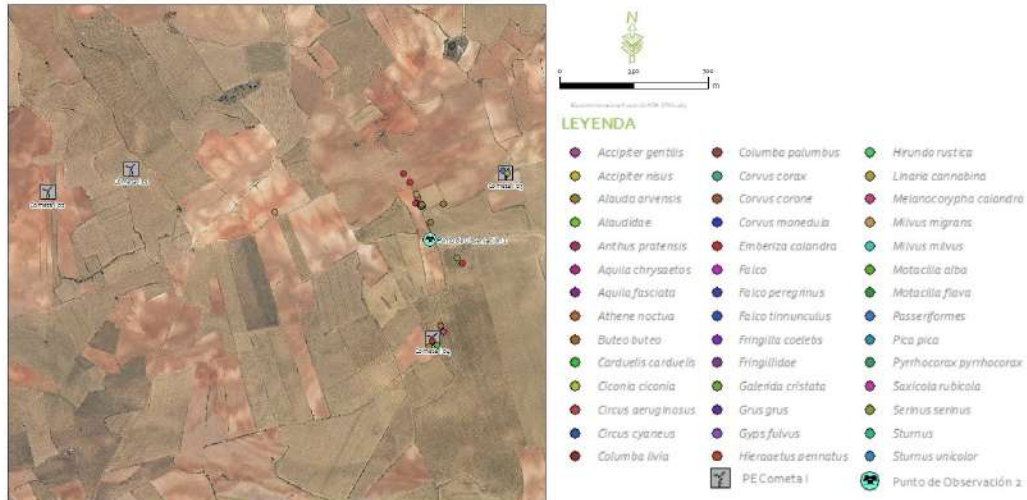 N
0 350 700
m
LEYENDA
Accipiter gentilis
Accipiter nisus
Alauda arvensis
Alaudidae
Anthus pratensis
Aquila chrysaetos
Aquila fasciata
Athene noctua
Buteo buteo
Carduelis carduelis
Ciconia ciconia
Circus aeruginosus
Circus cyaneus
Columba livia
Columba palumbus
Corvus corax
Corvus corone
Corvus monedula
Emberiza calandra
Falco
Falco peregrinus
Falco tinnunculus
Fringilla coelebs
Fringillidae
Galerida cristata
Grus grus
Gyps fulvus
Hieraaetus pennatus
PE Cometa I
Hirundo rustica
Linaria cannabina
Melanocorypha calandra
Milvus migrans
Milvus milvus
Motacilla alba
Motacilla flava
Passeriformes
Pica pica
Pyrrhocorax pyrrhocorax
Saxicola rubicola
Serinus serinus
Sturnus
Sturnus unicolor
Punto de Observación 2